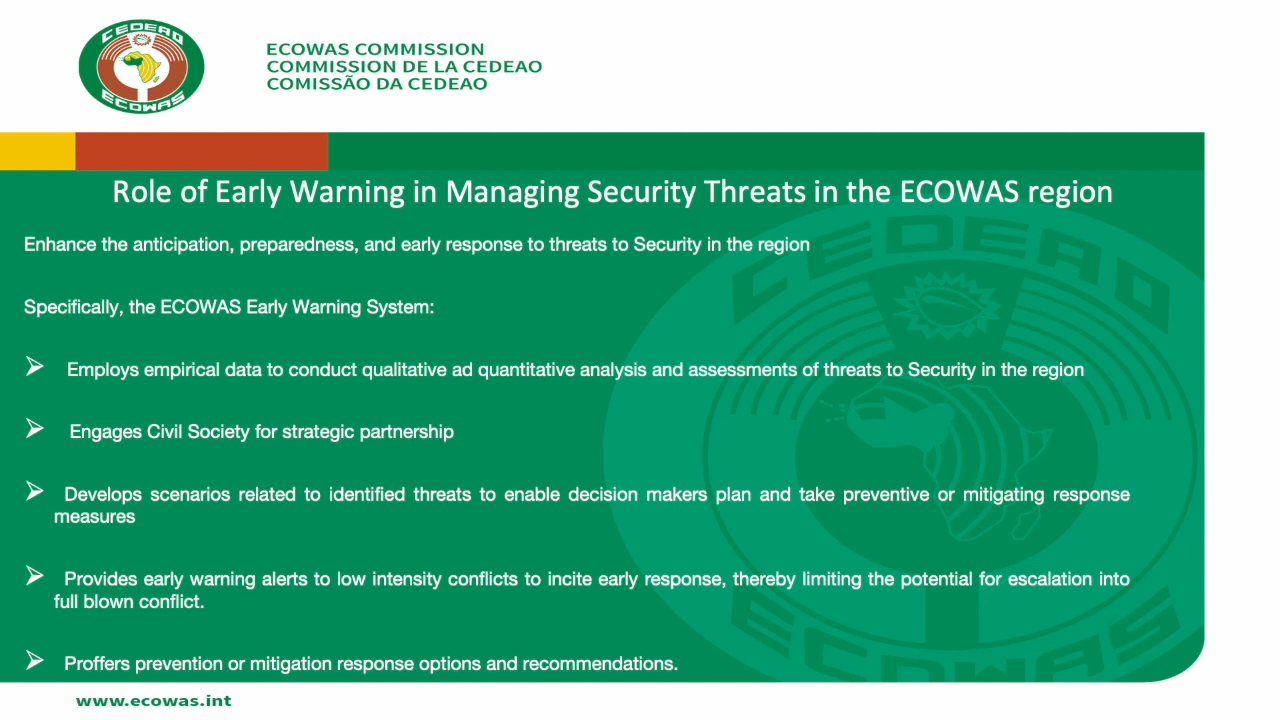 CEDEAO
ECOWAS
ECOWAS COMMISSION
COMMISSION DE LA CEDEAO
COMISSÃO DA CEDEAO
Role of Early Warning in Managing Security Threats in the ECOWAS region
Enhance the anticipation, preparedness, and early response to threats to Security in the region
Specifically, the ECOWAS Early Warning System:
➢ Employs empirical data to conduct qualitative ad quantitative analysis and assessments of threats to Security in the region
➢ Engages Civil Society for strategic partnership
➢ Develops scenarios related to identified threats to enable decision makers plan and take preventive or mitigating response
measures
➢ Provides early warning alerts to low intensity conflicts to incite early response, thereby limiting the potential for escalation into
full blown conflict.
➢ Proffers prevention or mitigation response options and recommendations.
CEDEAO
ECOWAS
www.ecowas.int